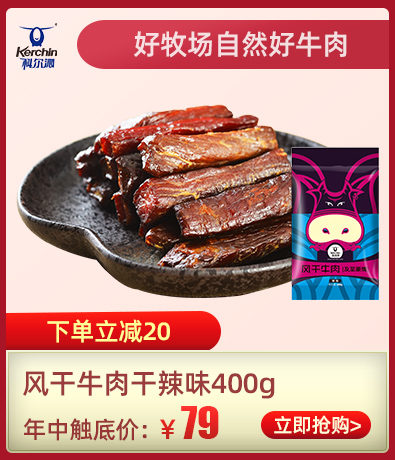 Kerchin
科尔沁
好牧场自然好牛肉
风干牛肉
下单立减20
风干牛肉干辣味400g
年中触底价：¥79
立即抢购>